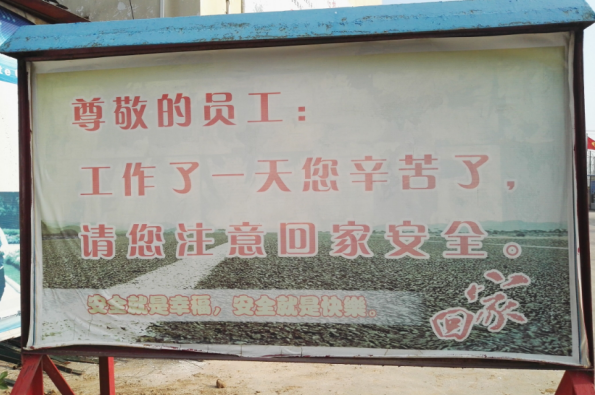 尊敬的员工：
工作了一天您辛苦了，
请您注意回家安全。
安全就是幸福，安全就是快樂。
回家